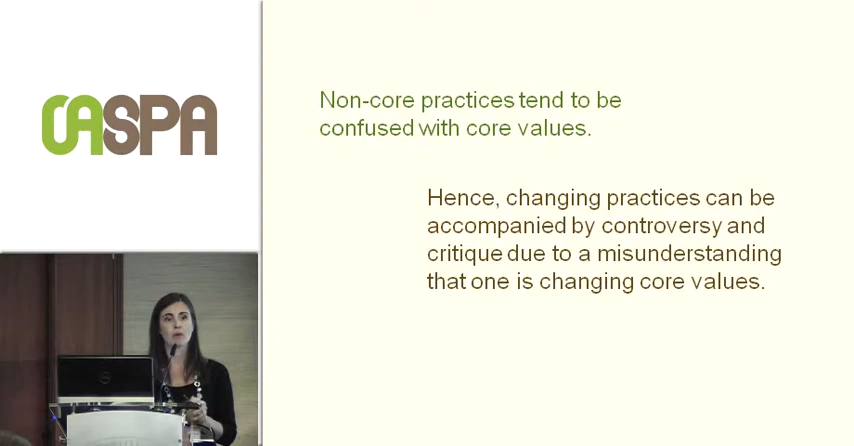 OASPA
Non-core practices tend to be
confused with core values.
Hence, changing practices can be
accompanied by controversy and
critique due to a misunderstanding
that one is changing core values.